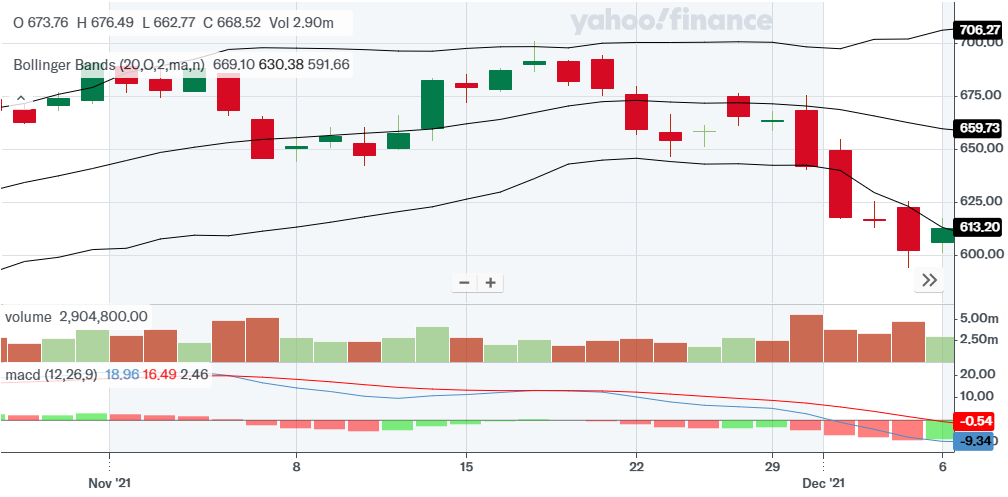 yahoo!finance
O 673.76 H 676.49 L 662.77 C 668.52 Vol 2.90m
706.27
700.00
Bollinger Bands (20,O,2,ma,n) 669.10 630.38 591.66
675.00
659.73
650.00
625.00
613.20
600.00
volume 2,904,800.00
5.00m
2.50m
macd (12,26,9) 18.96 16.49 2.46
20.00
10.00
-0.54
-9.34
8 15 22 29 6
Nov '21 Dec '21